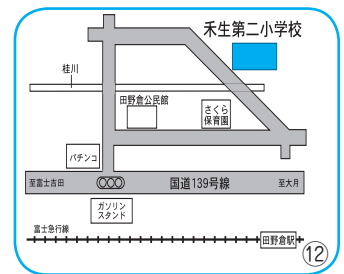 禾生第二小学校
桂川
田野倉公民館
さくら
保育園
パチンコ
至富士吉田
国道139号線
至大月
ガソリン
スタンド
富士急行線
田野倉駅
⑫